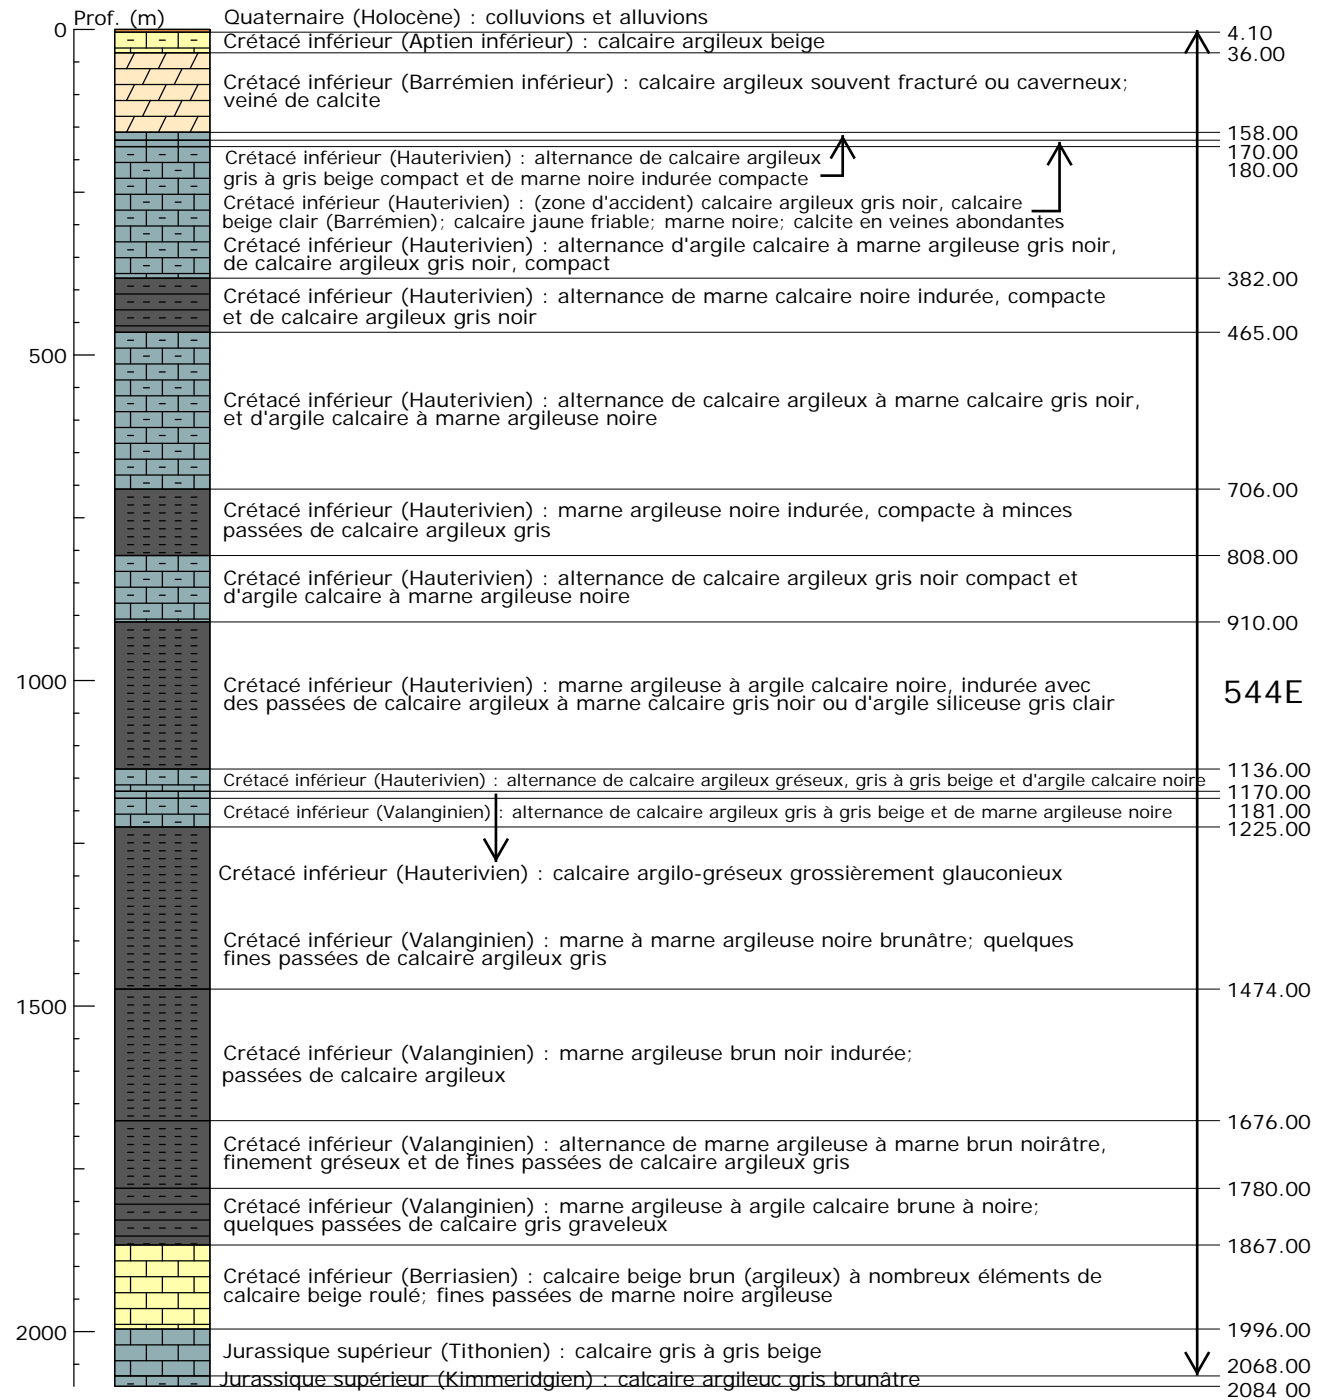 Prof. (m)
Quaternaire (Holocène) : colluvions et alluvions
0
4.10
Crétacé inférieur (Aptien inférieur) : calcaire argileux beige
36.00
Crétacé inférieur (Barrémien inférieur) : calcaire argileux souvent fracturé ou caverneux;
veiné de calcite
158.00
170.00
Crétacé inférieur (Hauterivien) : alternance de calcaire argileux
gris à gris beige compact et de marne noire indurée compacte
180.00
Crétacé inférieur (Hauterivien) : (zone d'accident) calcaire argileux gris noir, calcaire
beige clair (Barrémien); calcaire jaune friable; marne noire; calcite en veines abondantes
Crétacé inférieur (Hauterivien) : alternance d'argile calcaire à marne argileuse gris noir,
de calcaire argileux gris noir, compact
382.00
Crétacé inférieur (Hauterivien) : alternance de marne calcaire noire indurée, compacte
et de calcaire argileux gris noir
465.00
500
Crétacé inférieur (Hauterivien) : alternance de calcaire argileux à marne calcaire gris noir,
et d'argile calcaire à marne argileuse noire
706.00
Crétacé inférieur (Hauterivien) : marne argileuse noire indurée, compacte à minces
passées de calcaire argileux gris
808.00
Crétacé inférieur (Hauterivien) : alternance de calcaire argileux gris noir compact et
d'argile calcaire à marne argileuse noire
910.00
1000
Crétacé inférieur (Hauterivien) : marne argileuse à argile calcaire noire, indurée avec
des passées de calcaire argileux à marne calcaire gris noir ou d'argile siliceuse gris clair
544E
1136.00
Crétacé inférieur (Hauterivien) : alternance de calcaire argileux gréseux, gris à gris beige et d'argile calcaire noire
1170.00
1181.00
Crétacé inférieur (Valanginien) : alternance de calcaire argileux gris à gris beige et de marne argileuse noire
1225.00
Crétacé inférieur (Hauterivien) : calcaire argilo-gréseux grossièrement glauconieux
Crétacé inférieur (Valanginien) : marne à marne argileuse noire brunâtre; quelques
fines passées de calcaire argileux gris
1474.00
1500
Crétacé inférieur (Valanginien) : marne argileuse brun noir indurée;
passées de calcaire argileux
1676.00
Crétacé inférieur (Valanginien) : alternance de marne argileuse à marne brun noirâtre,
finement gréseux et de fines passées de calcaire argileux gris
1780.00
Crétacé inférieur (Valanginien) : marne argileuse à argile calcaire brune à noire;
quelques passées de calcaire gris graveleux
1867.00
Crétacé inférieur (Berriasien) : calcaire beige brun (argileux) à nombreux éléments de
calcaire beige roulé; fines passées de marne noire argileuse
1996.00
2000
Jurassique supérieur (Tithonien) : calcaire gris à gris beige
2068.00
Jurassique supérieur (Kimmeridgien) : calcaire argileuc gris brunâtre
2084 00